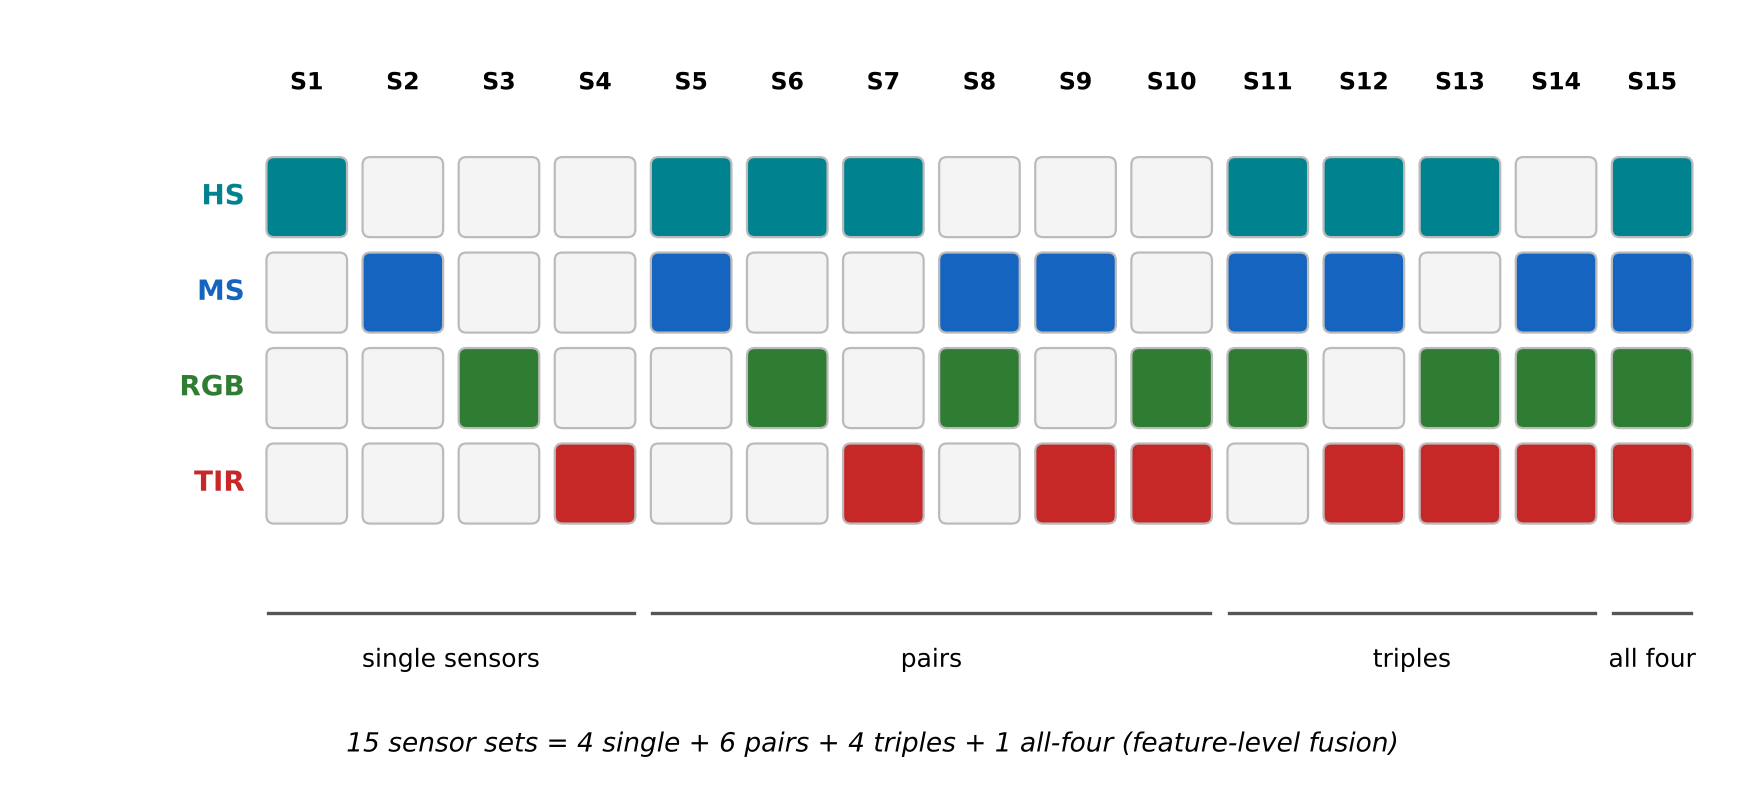 S1 S2 S3 S4 S5 S6 S7 S8 S9 S10 S11 S12 S13 S14 S15
HS
MS
RGB
TIR
single sensors pairs triples all four
15 sensor sets = 4 single + 6 pairs + 4 triples + 1 all-four (feature-level fusion)